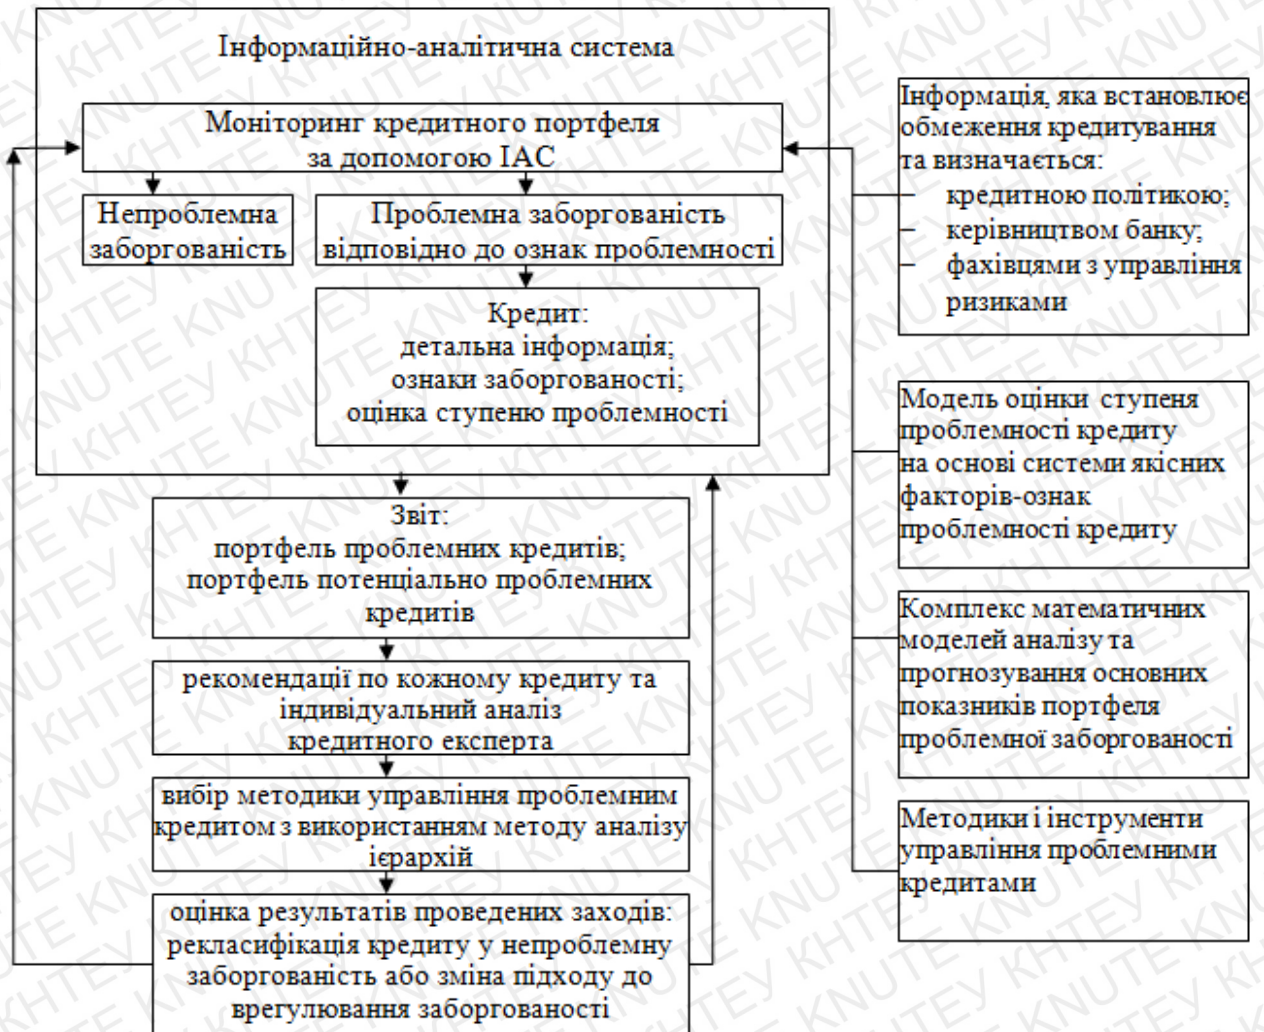 Інформаційно-аналітична система
Моніторинг кредитного портфеля
за допомогою ІАС
Непроблемна
заборгованість
Проблемна заборгованість
відповідно до ознак проблемності
Кредит:
детальна інформація;
ознаки заборгованості;
оцінка ступеню проблемності
Звіт:
портфель проблемних кредитів;
портфель потенціально проблемних
кредитів
рекомендації по кожному кредиту та
індивідуальний аналіз
кредитного експерта
вибір методики управління проблемним
кредитом з використанням методу аналізу
ієрархій
оцінка результатів проведених заходів:
рекласифікація кредиту у непроблемну
заборгованість або зміна підходу до
врегулювання заборгованості
Інформація, яка встановлює
обмеження кредитування
та визначається:
– кредитною політикою;
– керівництвом банку;
– фахівцями з управління
ризиками
Модель оцінки ступеня
проблемності кредиту
на основі системи якісних
факторів-ознак
проблемності кредиту
Комплекс математичних
моделей аналізу та
прогнозування основних
показників портфеля
проблемної заборгованості
Методики і інструменти
управління проблемними
кредитами
KNUTE КНТЕУ